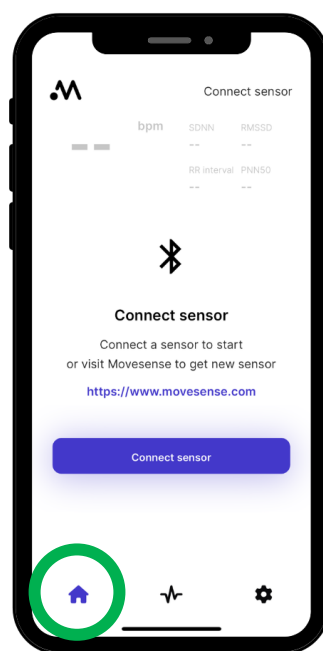 Connect sensor
bpm
SDNN
RMSSD
-- --
--
--
RR interval
PNN50
--
--
Connect sensor
Connect a sensor to start
or visit Movesense to get new sensor
https://www.movesense.com
Connect sensor